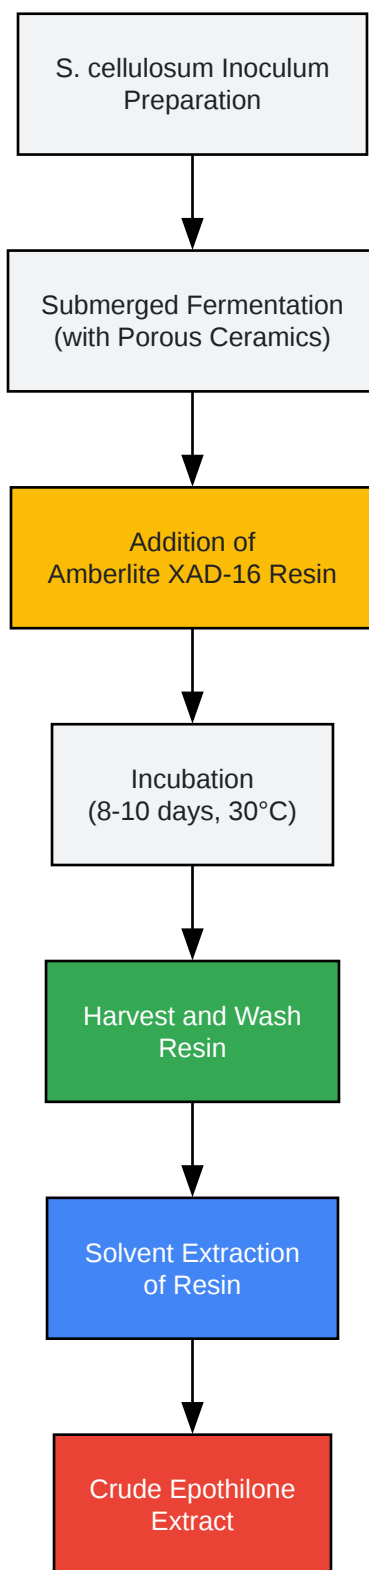 S. cellulosum Inoculum
Preparation
Submerged Fermentation
(with Porous Ceramics)
Addition of
Amberlite XAD-16 Resin
Incubation
(8-10 days, 30°C)
Harvest and Wash
Resin
Solvent Extraction
of Resin
Crude Epothilone
Extract